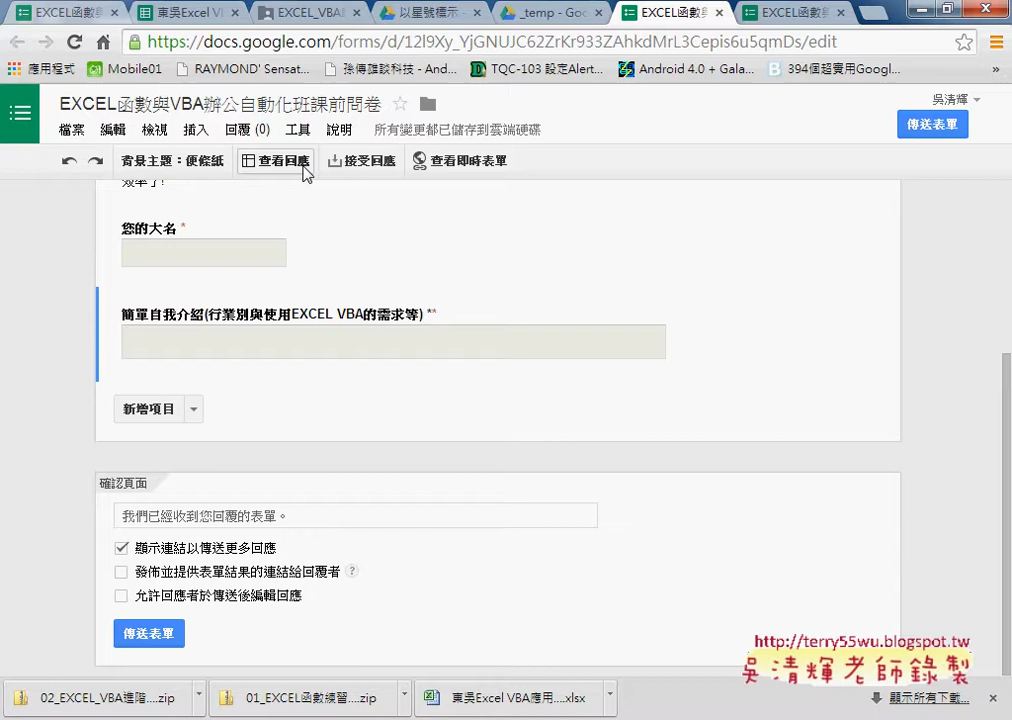 EXCEL函數與
東吳Excel V
EXCEL_VBA
以星號標示
_temp - Goo
EXCEL函數與
EXCEL函數與
https://docs.google.com/forms/d/12l9Xy_YjGNUJC62ZrKr933ZAhkdMrL3Cepis6u5qmDs/edit
應用程式
Mobile01
RAYMOND' Sensat...
孫傳誰談科技 - And...
TQC-103 設定Alert...
Android 4.0 + Gala...
394個超實用Googl...
»
EXCEL函數與VBA辦公自動化班課前問卷
吳清輝
檔案 編輯 檢視 插入 回覆 (0) 工具 說明 所有變更都已儲存到雲端硬碟
傳送表單
背景主題：便條紙 查看回應 接受回應 查看即時表單
效率了!
您的大名 *
簡單自我介紹(行業別與使用EXCEL VBA的需求等) **
新增項目
確認頁面
我們已經收到您回覆的表單。
顯示連結以傳送更多回應
發佈並提供表單結果的連結給回覆者 ?
允許回應者於傳送後編輯回應
傳送表單
http://terry55wu.blogspot.tw
吳清輝老師錄製
02_EXCEL_VBA進階....zip
01_EXCEL函數練習....zip
東吳Excel VBA應用....xlsx
顯示所有下載...